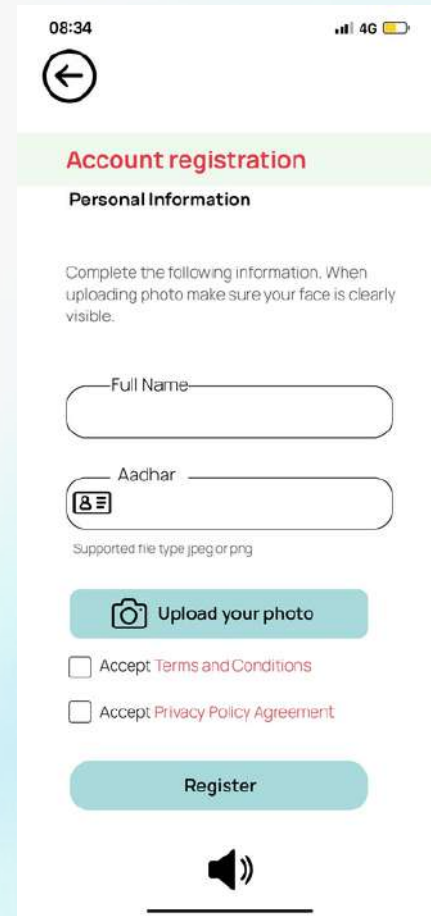 08:34
4G
Account registration
Personal Information
Complete the following information. When
uploading photo make sure your face is clearly
visible.
Full Name
Aadhar
Supported file type jpeg or png
Upload your photo
Accept Terms and Conditions
Accept Privacy Policy Agreement
Register